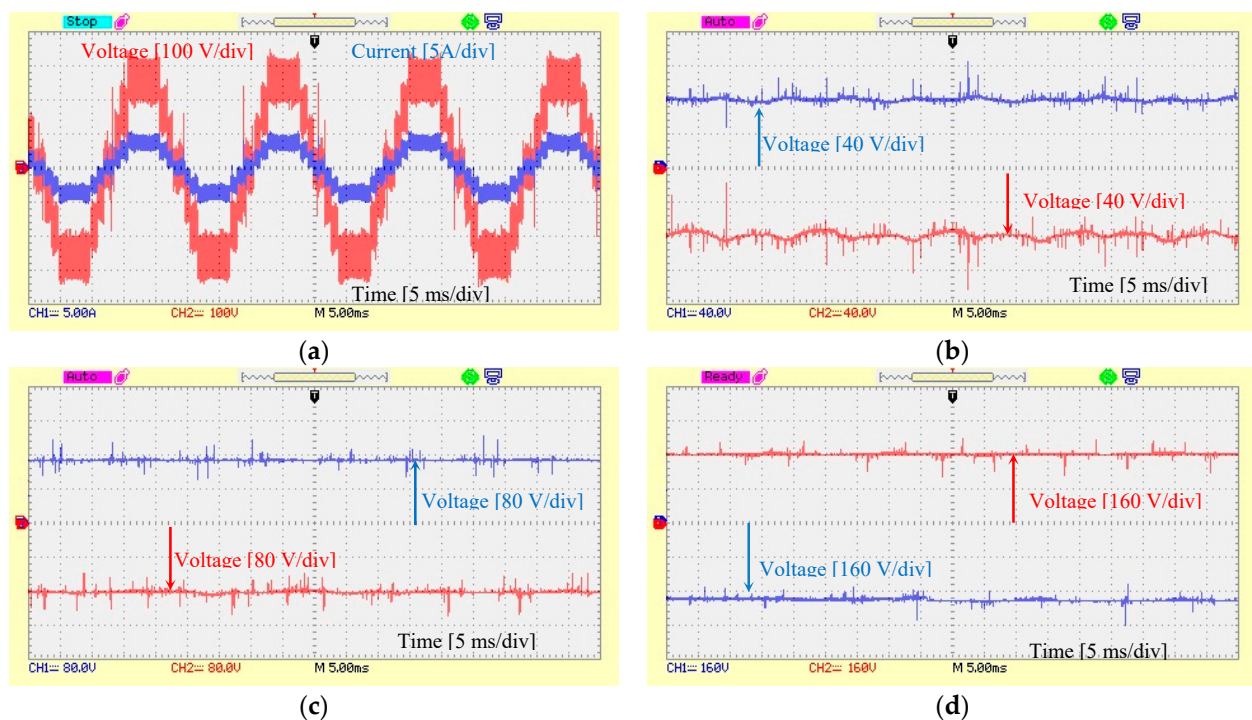 Stop
Voltage [100 V/div] Current [5A/div]
Time [5 ms/div]
CH1 5.00A CH2 100V M 5.00ms
(a)
Auto
Voltage [40 V/div]
Voltage [40 V/div]
Time [5 ms/div]
CH1 40.0V CH2 40.0V M 5.00ms
(b)
Auto
Voltage [80 V/div]
Voltage [80 V/div]
Time [5 ms/div]
CH1 80.0V CH2 80.0V M 5.00ms
(c)
Ready
Voltage [160 V/div]
Voltage [160 V/div]
Time [5 ms/div]
CH1 160V CH2 160V M 5.00ms
(d)